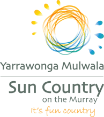 Yarrawonga Mulwala
Sun Country
on the Murray
it's fun country